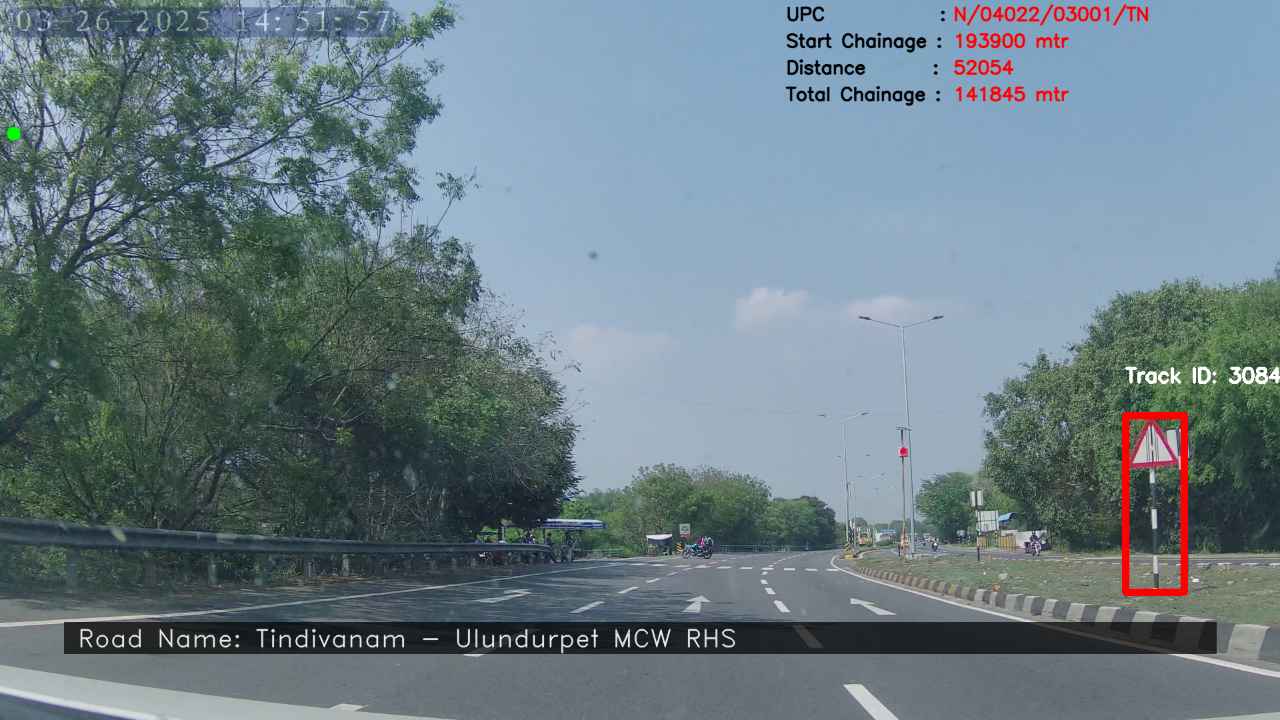 03-26-2025 14:51:57
UPC : N/04022/03001/TN
Start Chainage : 193900 mtr
Distance : 52054
Total Chainage : 141845 mtr
Track ID: 3084
Road Name: Tindivanam - Ulundurpet MCW RHS